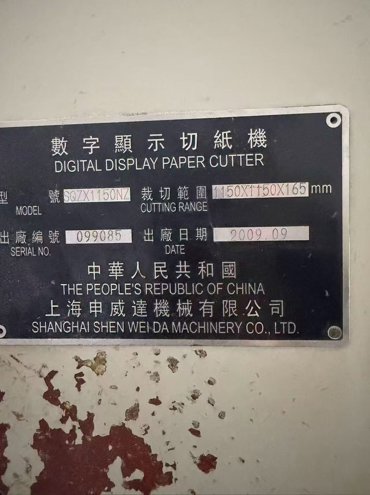 數字顯示切紙機
DIGITAL DISPLAY PAPER CUTTER
型 號 SQZX1150NZ 裁切範圍 1150X1150X165 mm
MODEL CUTTING RANGE
出廠編號 099085 出廠日期 2009.09
SERIAL NO. DATE
中華人民共和國
THE PEOPLE'S REPUBLIC OF CHINA
上海申威達機械有限公司
SHANGHAI SHEN WEI DA MACHINERY CO., LTD.